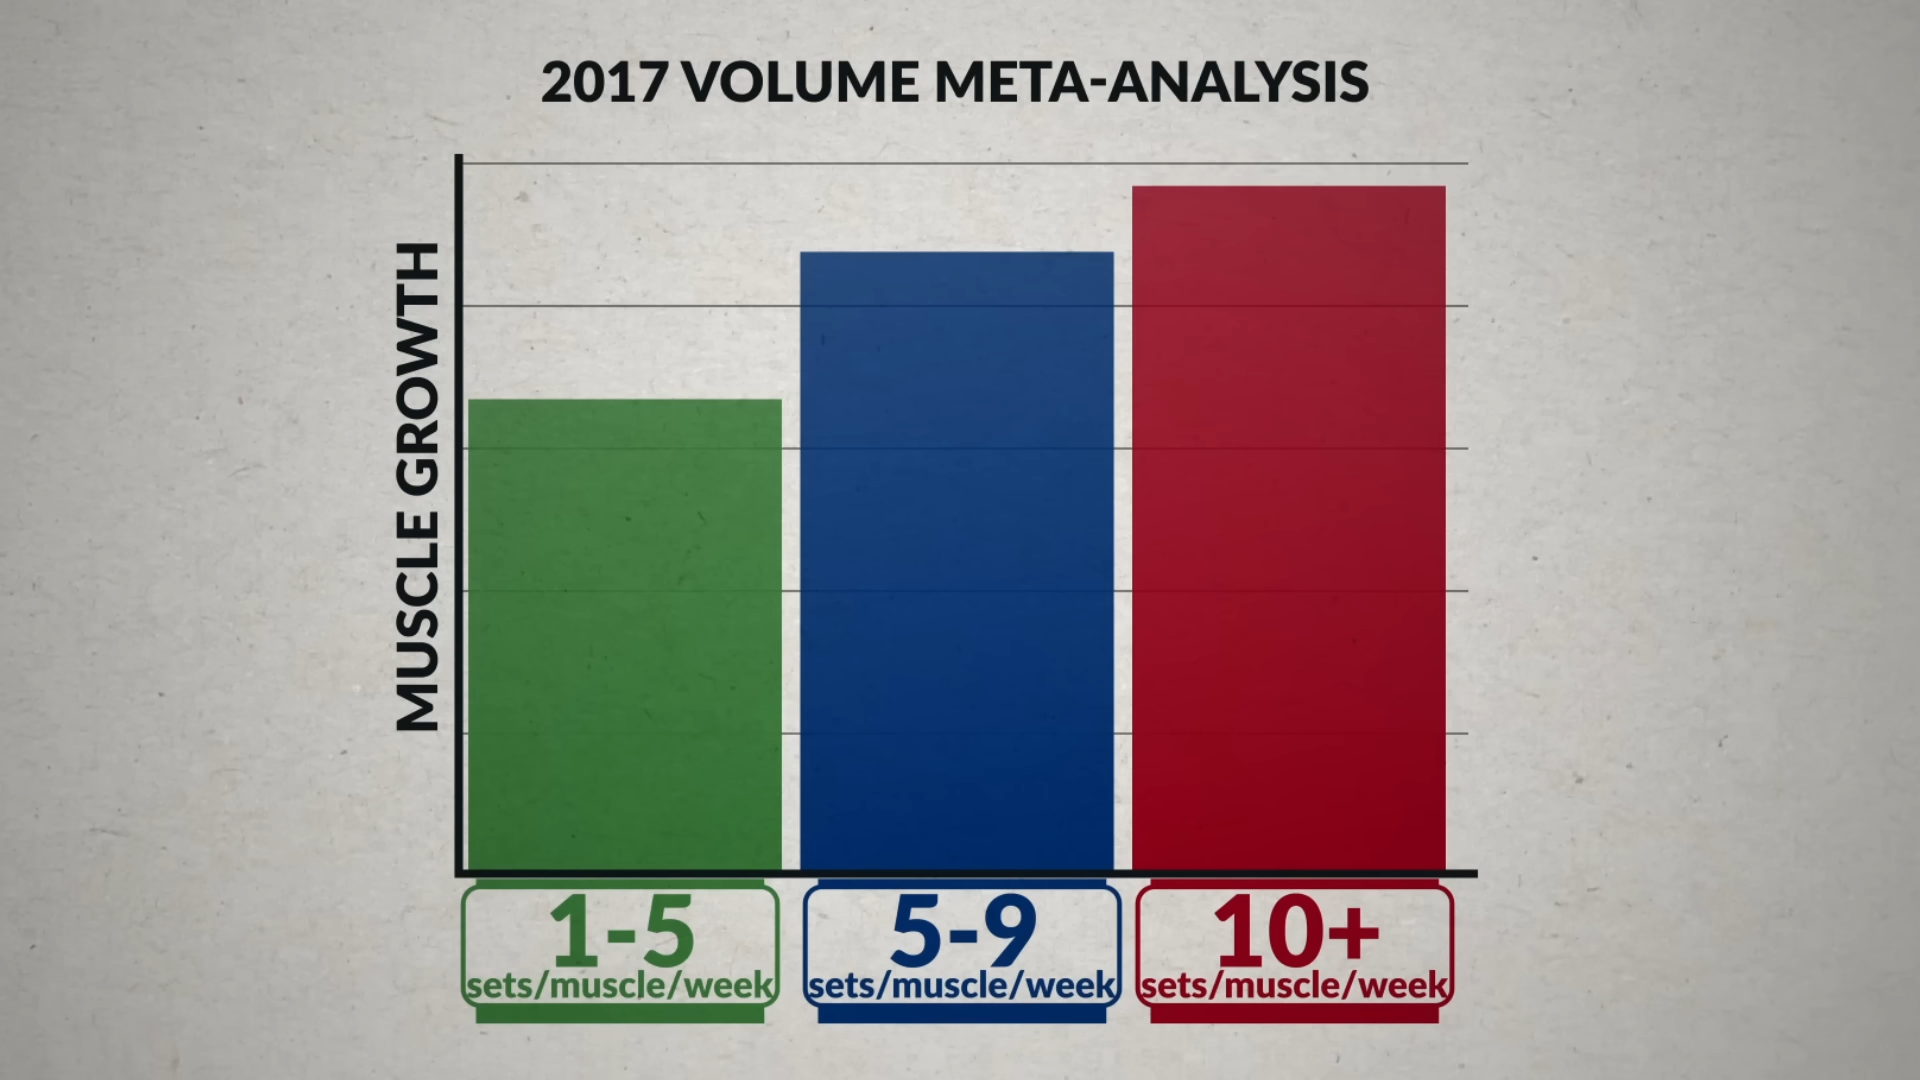 2017 VOLUME META-ANALYSIS
MUSCLE GROWTH
1-5
sets/muscle/week
5-9
sets/muscle/week
10+
sets/muscle/week